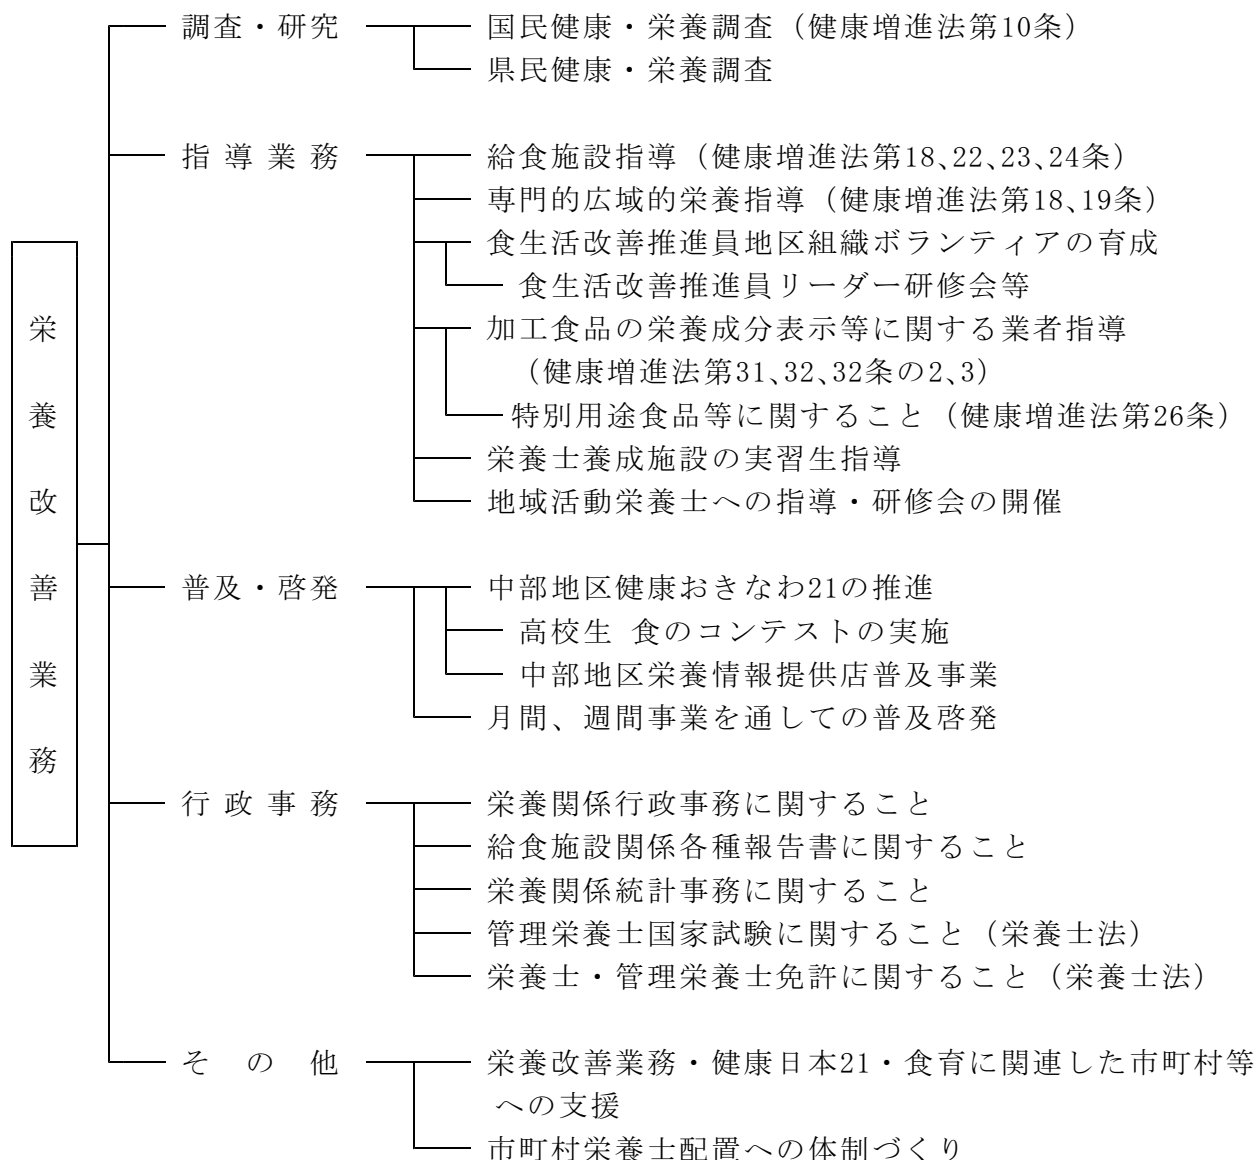 栄養改善業務
調査・研究
国民健康・栄養調査（健康増進法第10条）
県民健康・栄養調査
指導業務
給食施設指導（健康増進法第18､22､23､24条）
専門的広域的栄養指導（健康増進法第18､19条）
食生活改善推進員地区組織ボランティアの育成
食生活改善推進員リーダー研修会等
加工食品の栄養成分表示等に関する業者指導
（健康増進法第31､32､32条の2､3）
特別用途食品等に関すること（健康増進法第26条）
栄養士養成施設の実習生指導
地域活動栄養士への指導・研修会の開催
普及・啓発
中部地区健康おきなわ21の推進
高校生 食のコンテストの実施
中部地区栄養情報提供店普及事業
月間、週間事業を通しての普及啓発
行政事務
栄養関係行政事務に関すること
給食施設関係各種報告書に関すること
栄養関係統計事務に関すること
管理栄養士国家試験に関すること（栄養士法）
栄養士・管理栄養士免許に関すること（栄養士法）
その他
栄養改善業務・健康日本21・食育に関連した市町村等
への支援
市町村栄養士配置への体制づくり